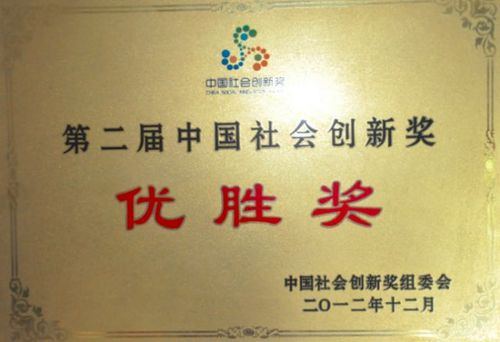 中国社会创新奖
第二届中国社会创新奖
优胜奖
中国社会创新奖组委会
二〇一二年十二月